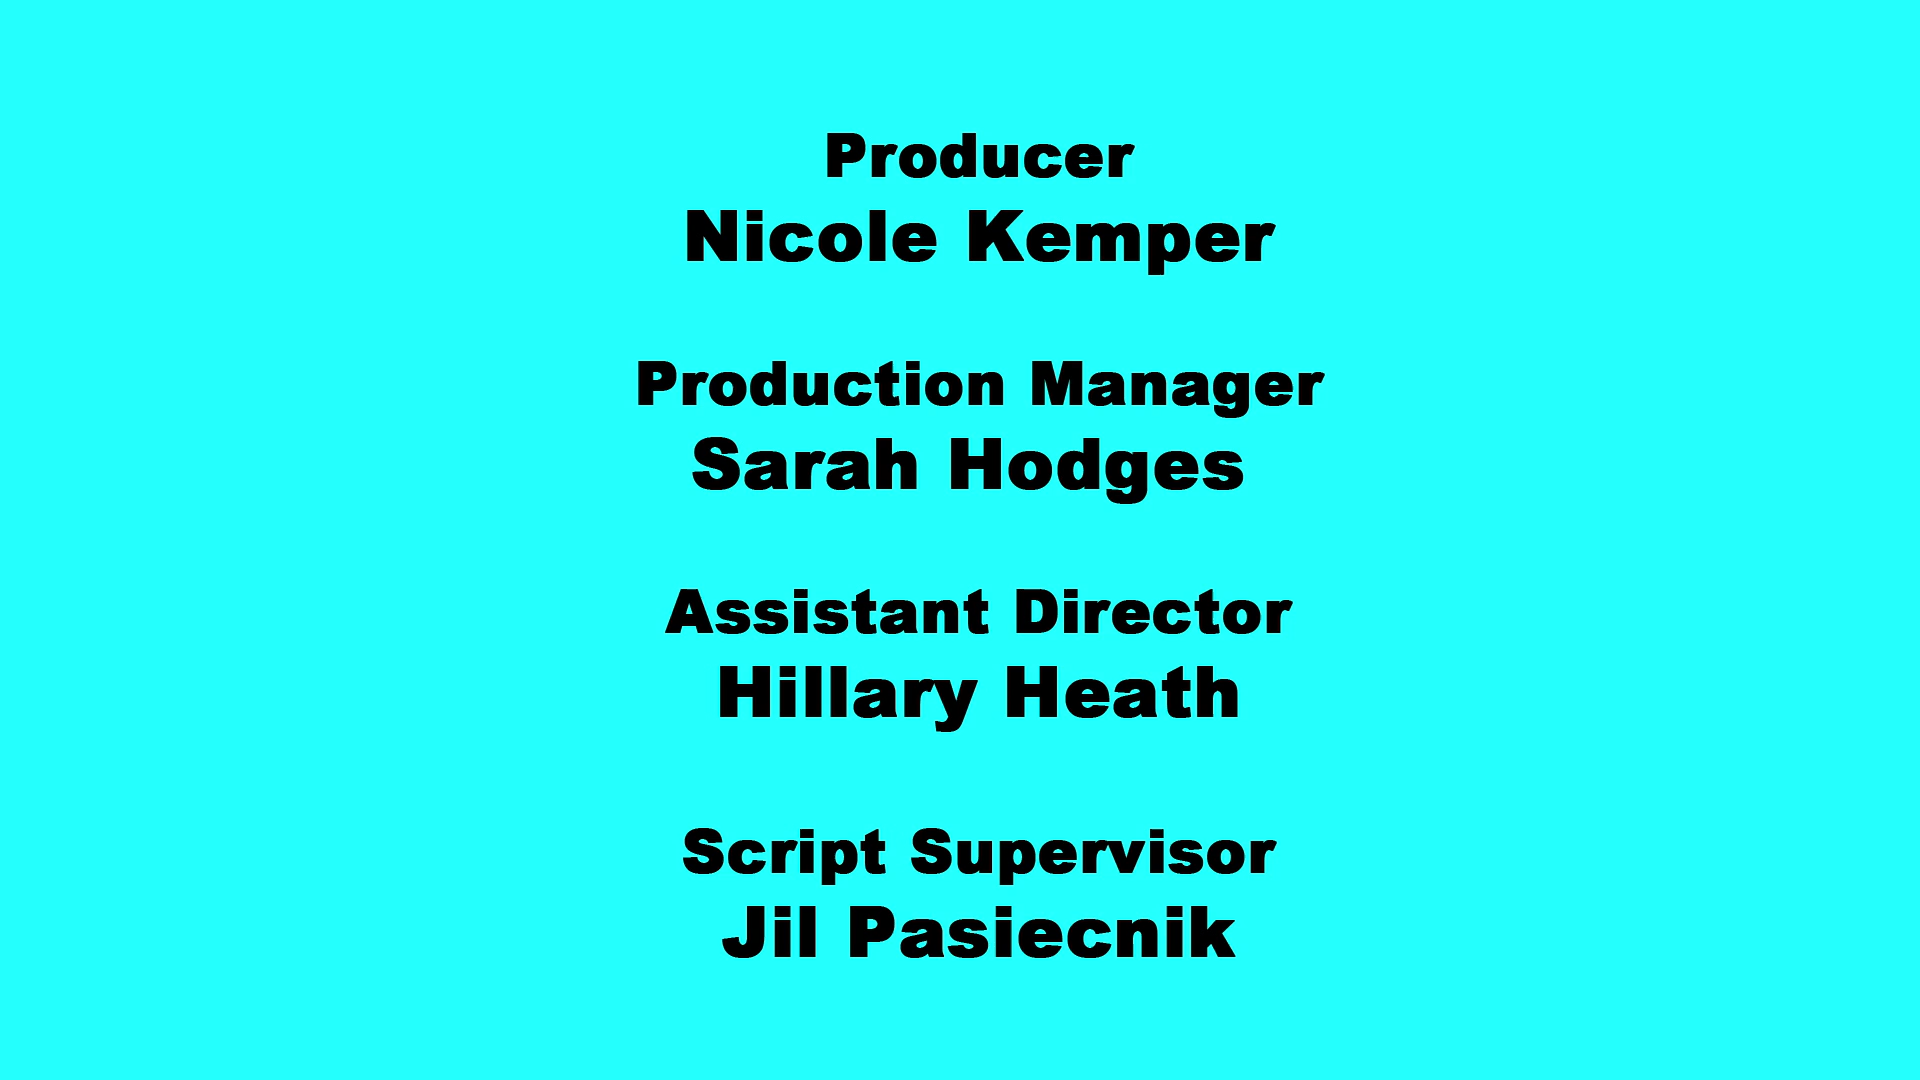 Producer
Nicole Kemper
Production Manager
Sarah Hodges
Assistant Director
Hillary Heath
Script Supervisor
Jil Pasiecnik